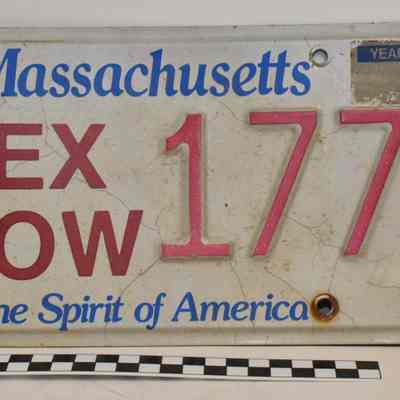 Massachusetts
YEAR
EX
OW
177
he Spirit of America